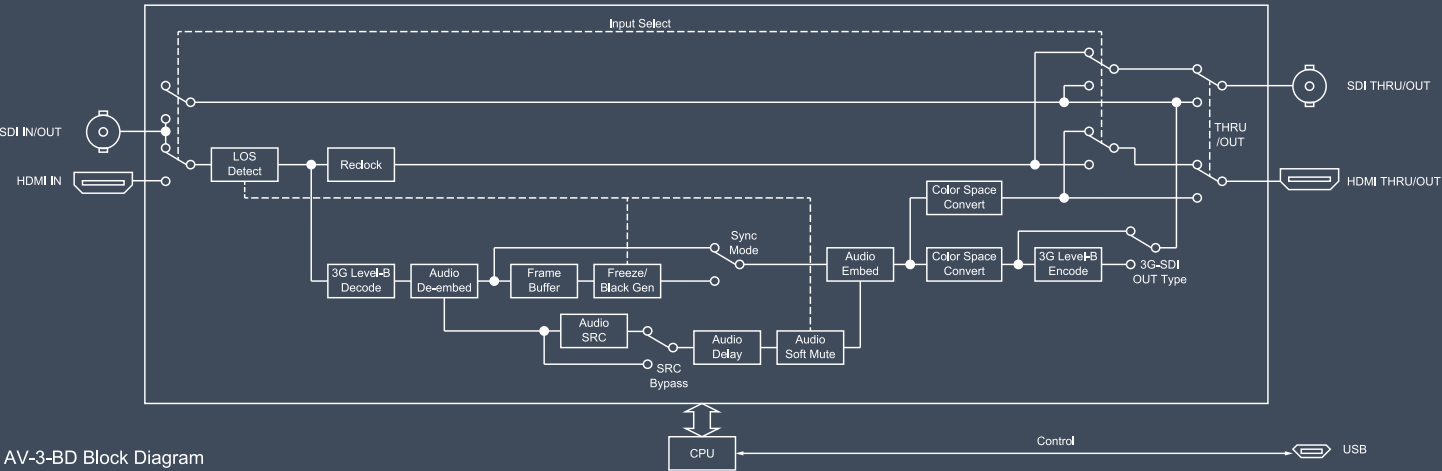 Input Select
SDI IN/OUT
HDMI IN
LOS
Detect
Reclock
SDI THRU/OUT
THRU
/OUT
HDMI THRU/OUT
Color Space
Convert
Sync
Mode
3G Level-B
Decode
Audio
De-embed
Frame
Buffer
Freeze/
Black Gen
Audio
Embed
Color Space
Convert
3G Level-B
Encode
3G-SDI
OUT Type
Audio
SRC
SRC
Bypass
Audio
Delay
Audio
Soft Mute
CPU
Control
USB
AV-3-BD Block Diagram